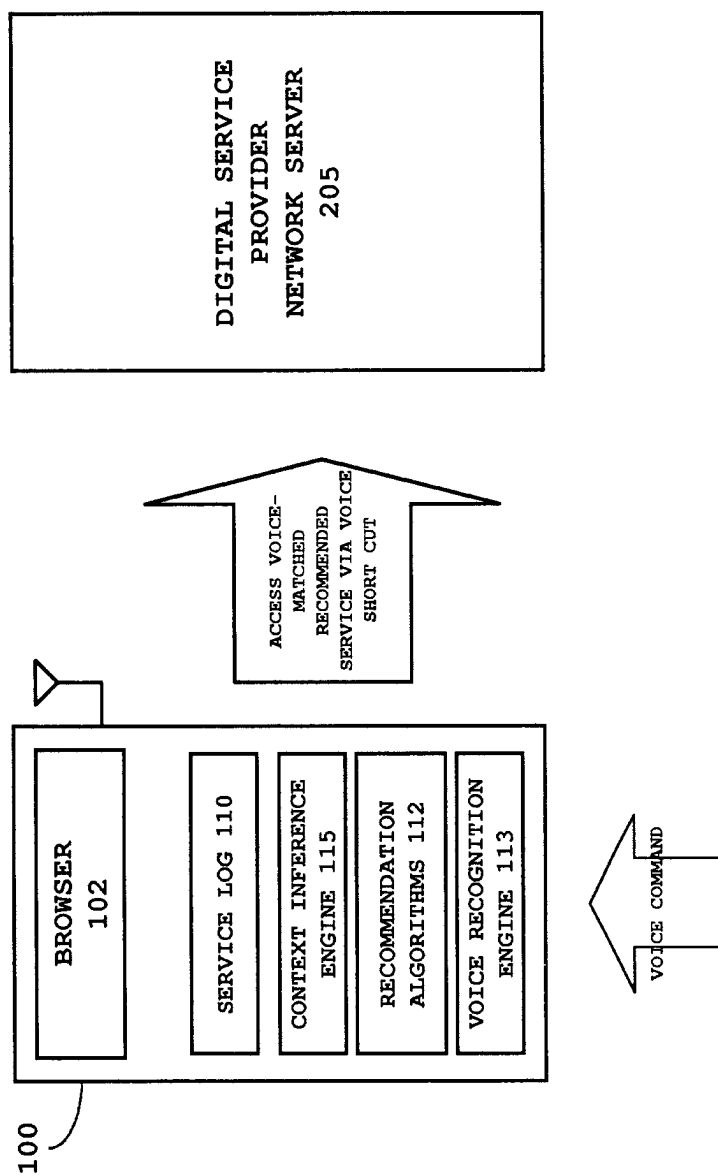 100
BROWSER
102
SERVICE LOG 110
CONTEXT INFERENCE
ENGINE 115
RECOMMENDATION
ALGORITHMS 112
VOICE RECOGNITION
ENGINE 113
VOICE COMMAND
ACCESS VOICE-
MATCHED
RECOMMENDED
SERVICE VIA VOICE
SHORT CUT
DIGITAL SERVICE
PROVIDER
NETWORK SERVER
205